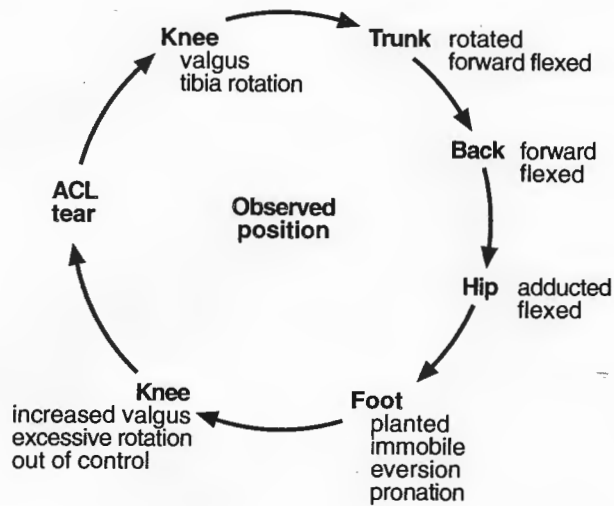 Knee
valgus
tibia rotation
Trunk rotated
forward flexed
Back forward
flexed
Hip adducted
flexed
Foot
planted
immobile
eversion
pronation
Knee
increased valgus
excessive rotation
out of control
ACL
tear
Observed
position